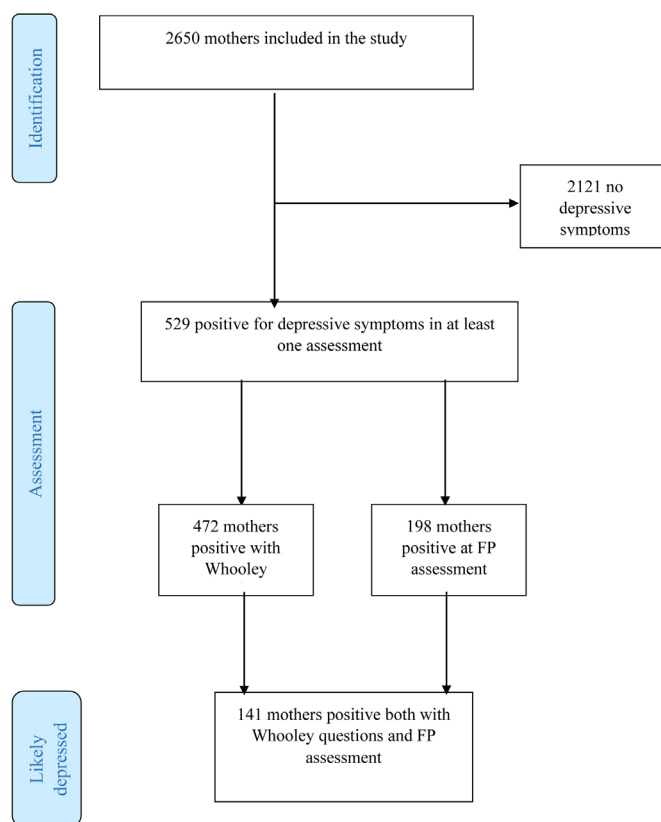 Identification
2650 mothers included in the study
2121 no
depressive
symptoms
Assessment
529 positive for depressive symptoms in at least
one assessment
472 mothers
positive with
Whooley
198 mothers
positive at FP
assessment
Likely
depressed
141 mothers positive both with
Whooley questions and FP
assessment